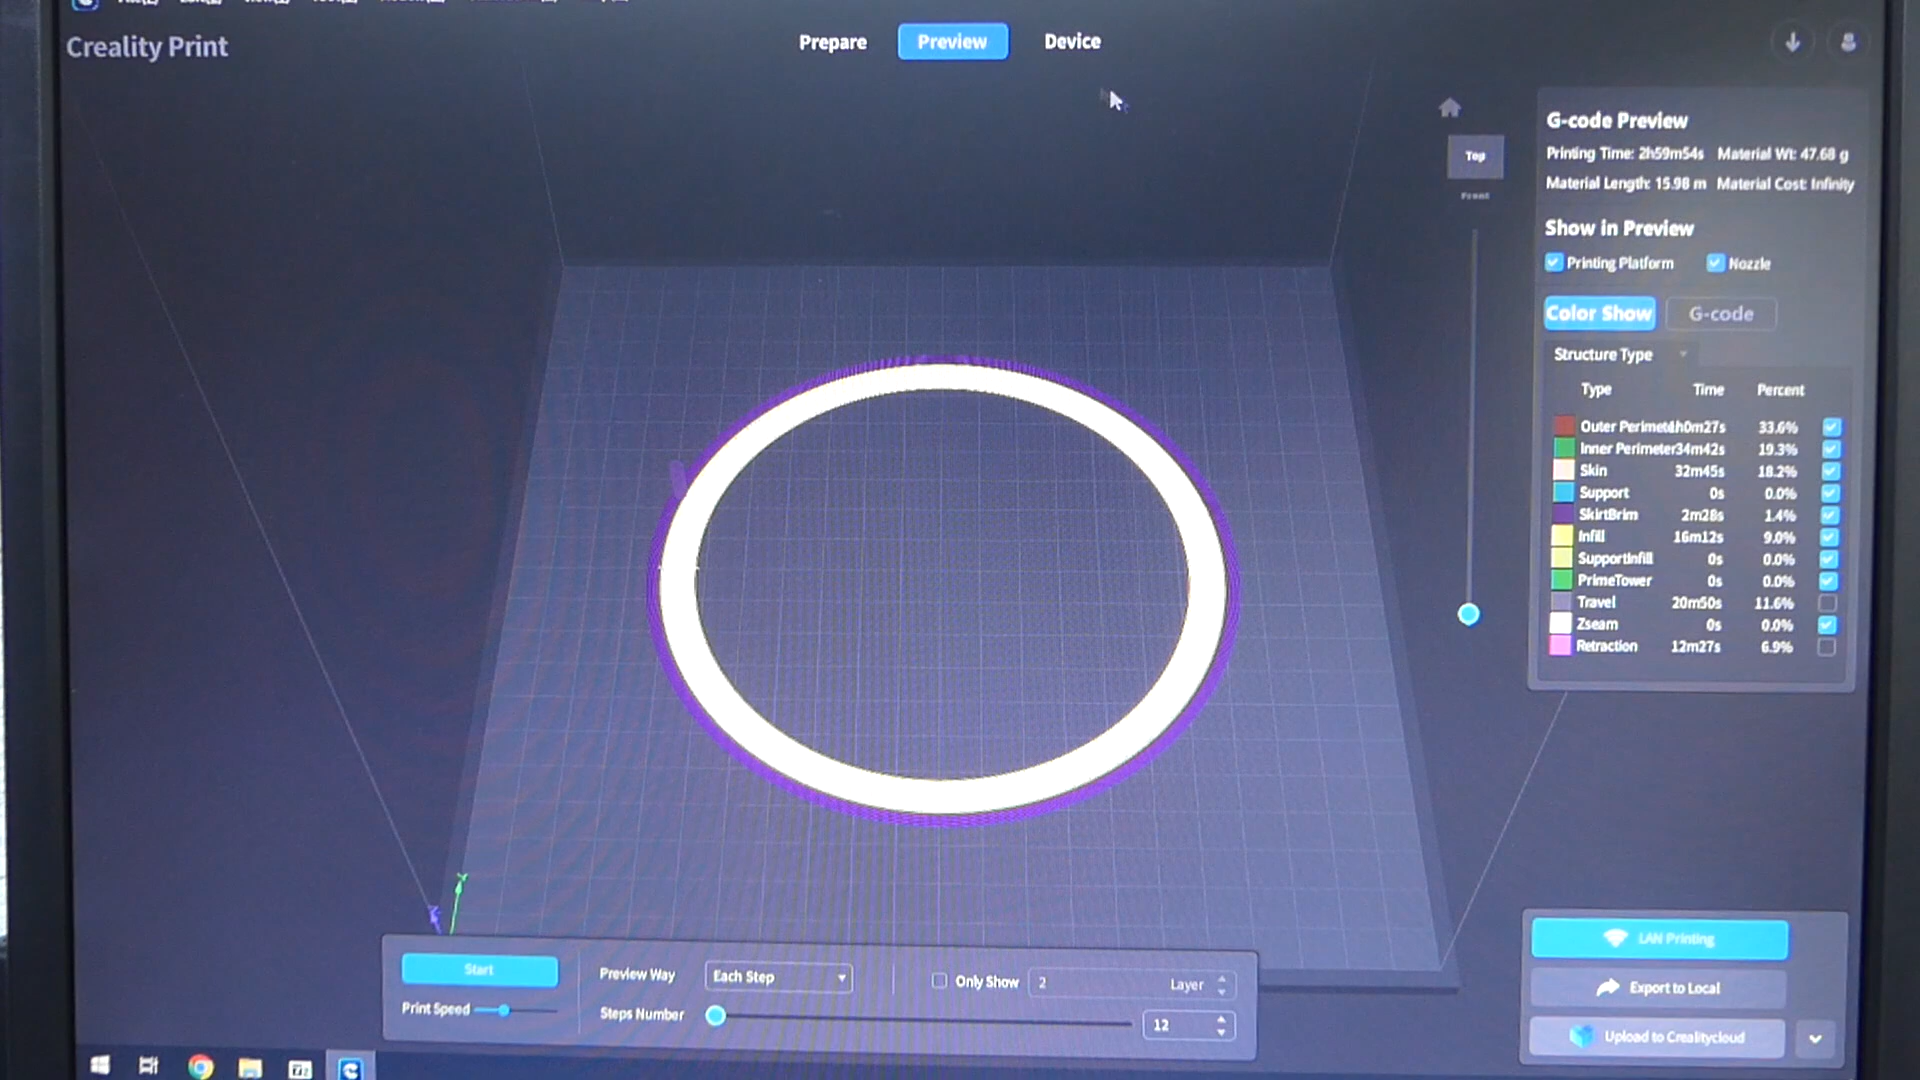 Creality Print
Prepare
Preview
Device
Top
Front
G-code Preview
Printing Time: 2h59m54s Material Wt: 47.68 g
Material Length: 15.98 m Material Cost: Infinity
Show in Preview
Printing Platform
Nozzle
Color Show
G-code
Structure Type
Type Time Percent
Outer Perimete1h0m27s 33.6%
Inner Perimeter34m42s 19.3%
Skin 32m45s 18.2%
Support 0s 0.0%
SkirtBrim 2m28s 1.4%
Infill 16m12s 9.0%
SupportInfill 0s 0.0%
PrimeTower 0s 0.0%
Travel 20m50s 11.6%
Zseam 0s 0.0%
Retraction 12m27s 6.9%
Start
Print Speed
Preview Way
Each Step
Only Show
2
Layer
Steps Number
12
LAN Printing
Export to Local
Upload to Crealitycloud